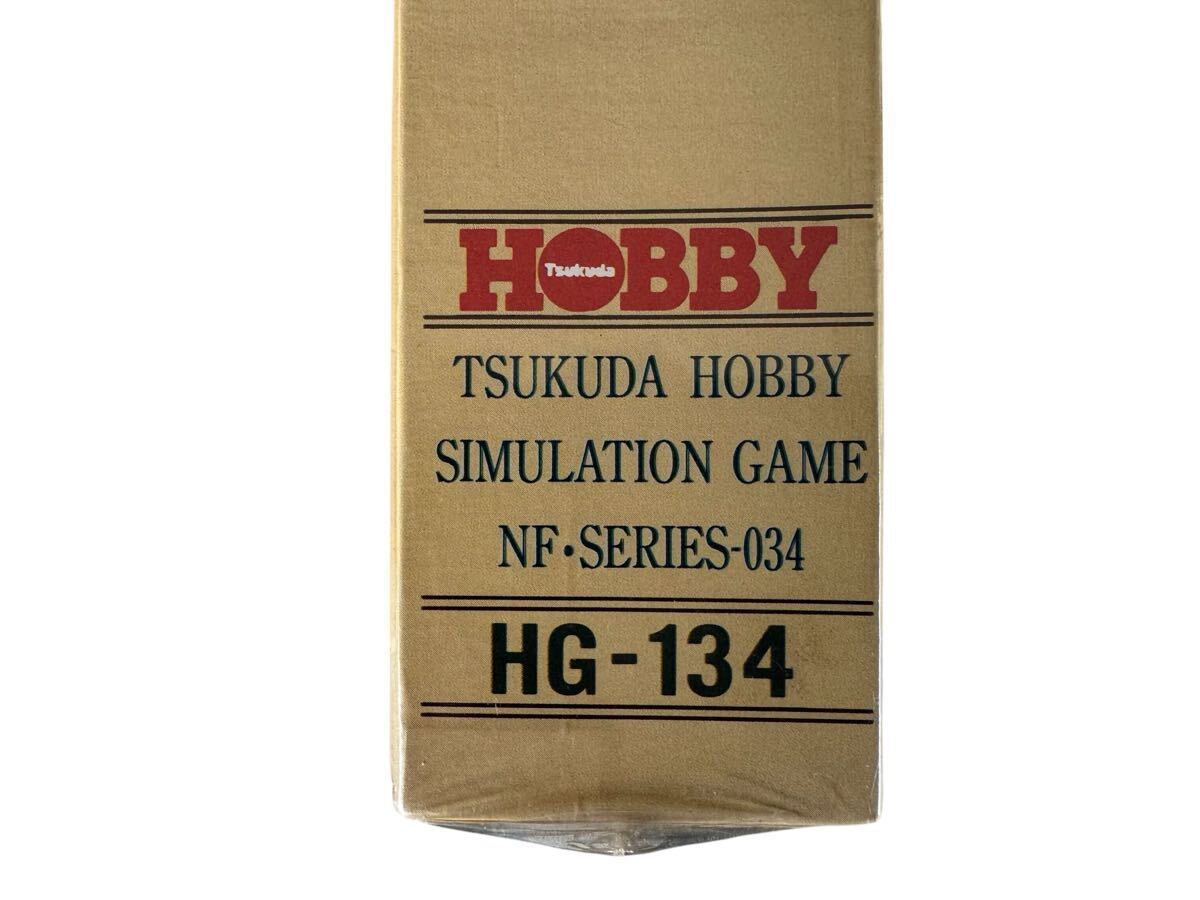 HOBBY
Tsukuda
TSUKUDA HOBBY
SIMULATION GAME
NF•SERIES-034
HG-134